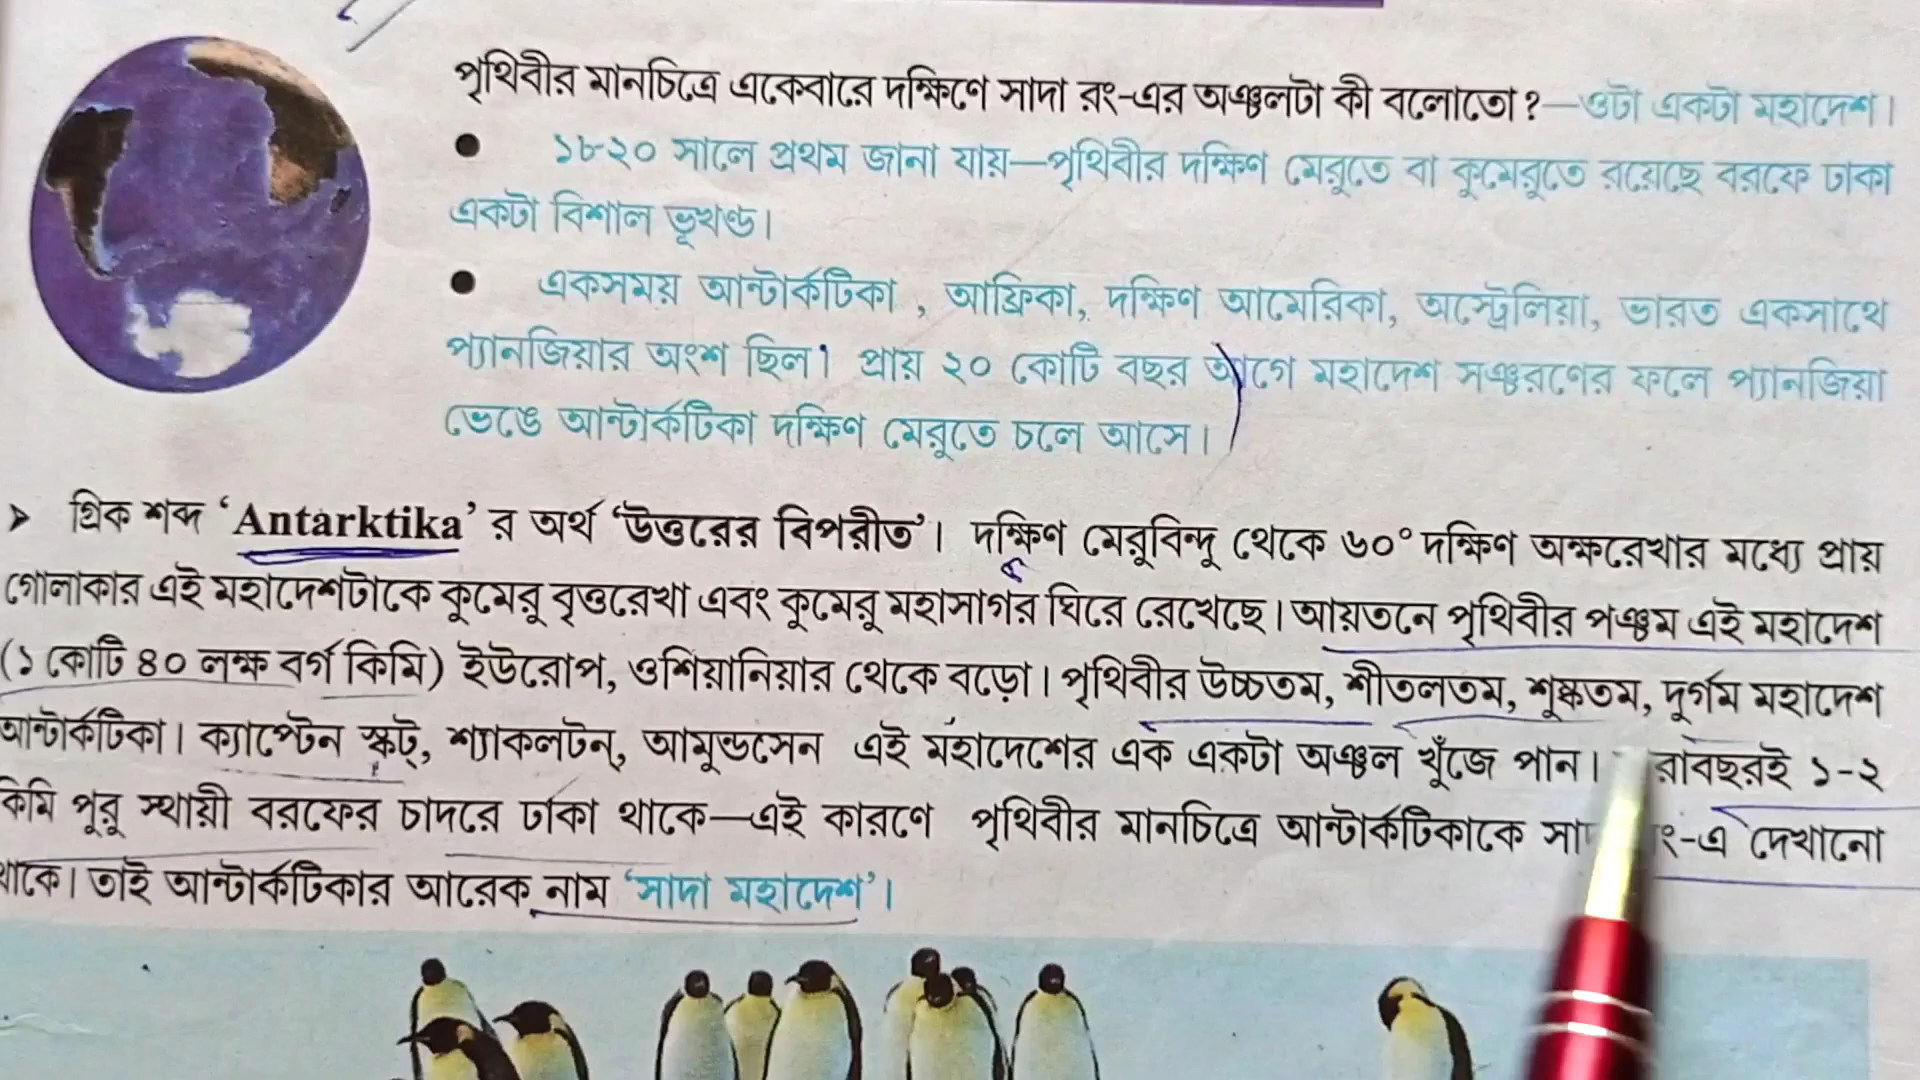 পৃথিবীর মানচিত্রে একেবারে দক্ষিণে সাদা রং-এর অঞ্চলটা কী বলোতো?—ওটা একটা মহাদেশ।
● ১৮২০ সালে প্রথম জানা যায়—পৃথিবীর দক্ষিণ মেরুতে বা কুমেরুতে রয়েছে বরফে ঢাকা
একটা বিশাল ভূখণ্ড।
● একসময় আন্টার্কটিকা , আফ্রিকা, দক্ষিণ আমেরিকা, অস্ট্রেলিয়া, ভারত একসাথে
প্যানজিয়ার অংশ ছিল। প্রায় ২০ কোটি বছর আগে মহাদেশ সঞ্চরণের ফলে প্যানজিয়া
ভেঙে আন্টার্কটিকা দক্ষিণ মেরুতে চলে আসে।
➤ গ্রিক শব্দ ‘Antarktika’ র অর্থ ‘উত্তরের বিপরীত’। দক্ষিণ মেরুবিন্দু থেকে ৬০° দক্ষিণ অক্ষরেখার মধ্যে প্রায়
গোলাকার এই মহাদেশটাকে কুমেরু বৃত্তরেখা এবং কুমেরু মহাসাগর ঘিরে রেখেছে। আয়তনে পৃথিবীর পঞ্চম এই মহাদেশ
(১ কোটি ৪০ লক্ষ বর্গ কিমি) ইউরোপ, ওশিয়ানিয়ার থেকে বড়ো। পৃথিবীর উচ্চতম, শীতলতম, শুষ্কতম, দুর্গম মহাদেশ
আন্টার্কটিকা। ক্যাপ্টেন স্কট্, শ্যাকলটন্, আমুন্ডসেন এই মহাদেশের এক একটা অঞ্চল খুঁজে পান। রাবছরই ১-২
কিমি পুরু স্থায়ী বরফের চাদরে ঢাকা থাকে—এই কারণে পৃথিবীর মানচিত্রে আন্টার্কটিকাকে সা ং-এ দেখানো
থাকে। তাই আন্টার্কটিকার আরেক নাম ‘সাদা মহাদেশ’।